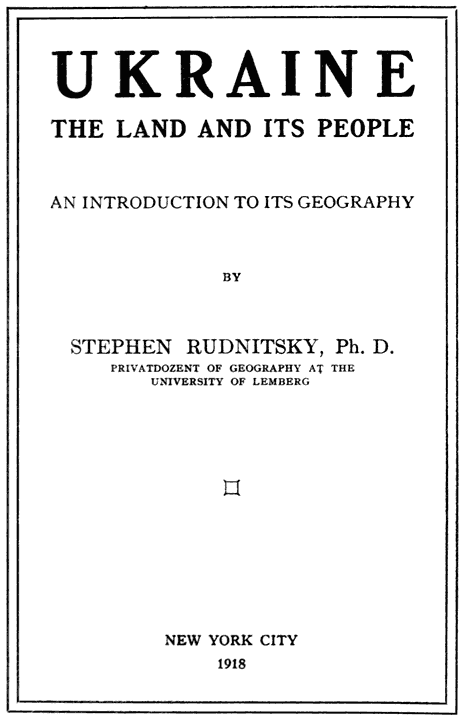 UKRAINE
THE LAND AND ITS PEOPLE
AN INTRODUCTION TO ITS GEOGRAPHY
BY
STEPHEN RUDNITSKY, Ph. D.
PRIVATDOZENT OF GEOGRAPHY AT THE
UNIVERSITY OF LEMBERG
NEW YORK CITY
1918